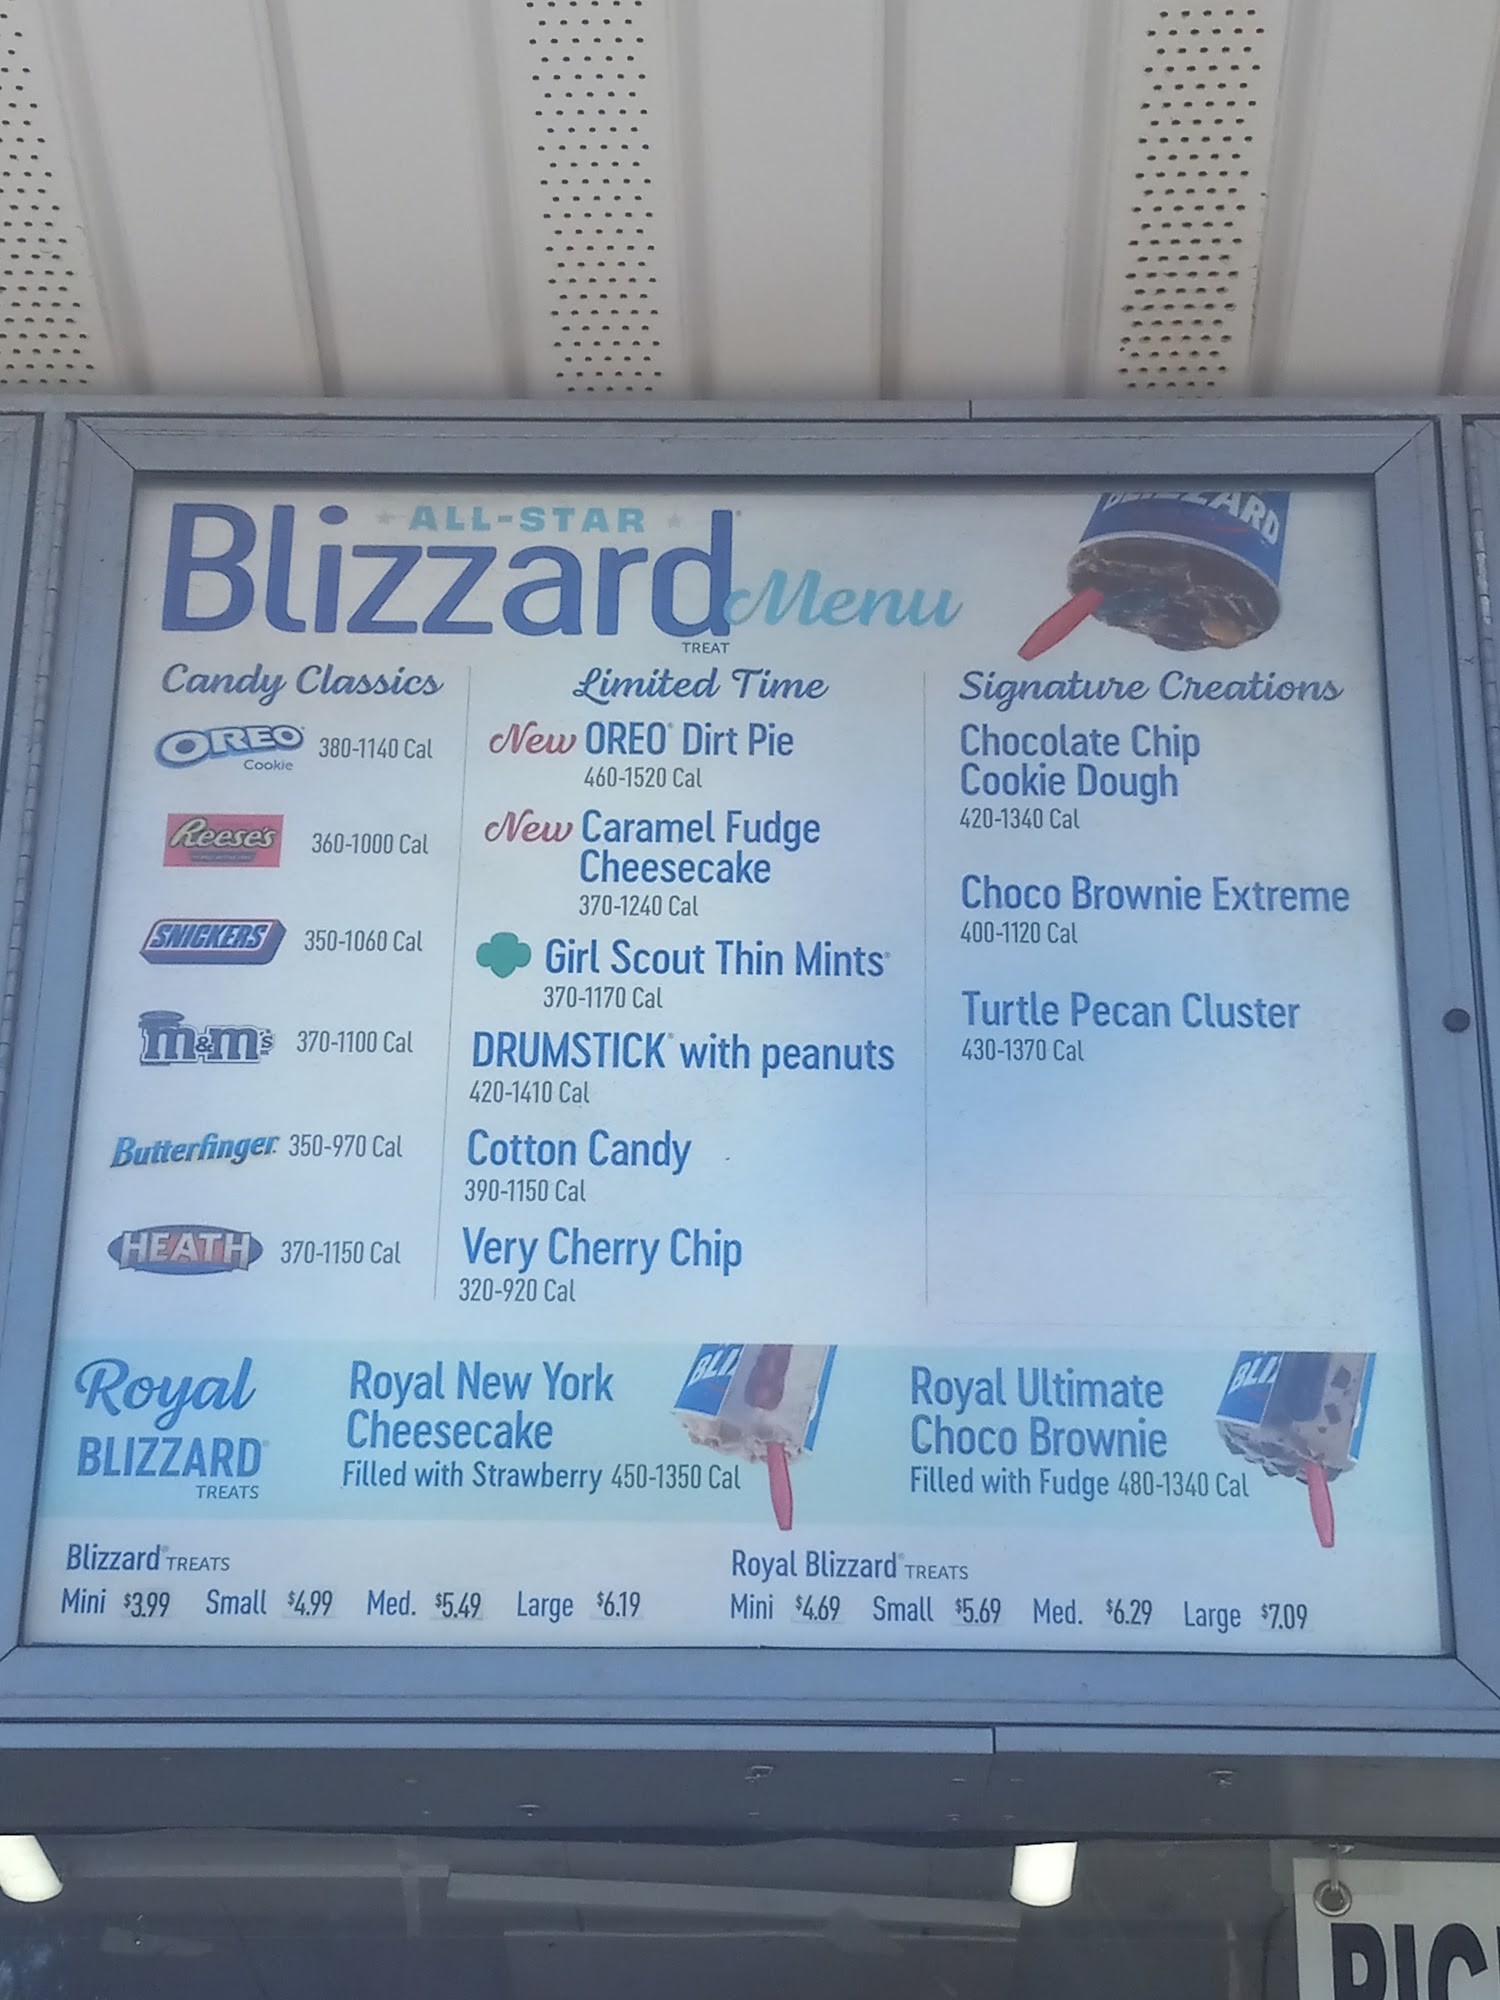 ALL-STAR
Blizzard® Menu
TREAT
BLIZZARD
Candy Classics
OREO
Cookie
380-1140 Cal
Reese's
360-1000 Cal
SNICKERS
350-1060 Cal
m&m's
370-1100 Cal
Butterfinger
350-970 Cal
HEATH
370-1150 Cal
Limited Time
New OREO® Dirt Pie
460-1520 Cal
New Caramel Fudge
Cheesecake
370-1240 Cal
Girl Scout Thin Mints®
370-1170 Cal
DRUMSTICK® with peanuts
420-1410 Cal
Cotton Candy
390-1150 Cal
Very Cherry Chip
320-920 Cal
Signature Creations
Chocolate Chip
Cookie Dough
420-1340 Cal
Choco Brownie Extreme
400-1120 Cal
Turtle Pecan Cluster
430-1370 Cal
Royal
BLIZZARD®
TREATS
Royal New York
Cheesecake
Filled with Strawberry 450-1350 Cal
BLI
Royal Ultimate
Choco Brownie
Filled with Fudge 480-1340 Cal
BLI
Blizzard® TREATS
Mini $3.99 Small $4.99 Med. $5.49 Large $6.19
Royal Blizzard® TREATS
Mini $4.69 Small $5.69 Med. $6.29 Large $7.09
PIC